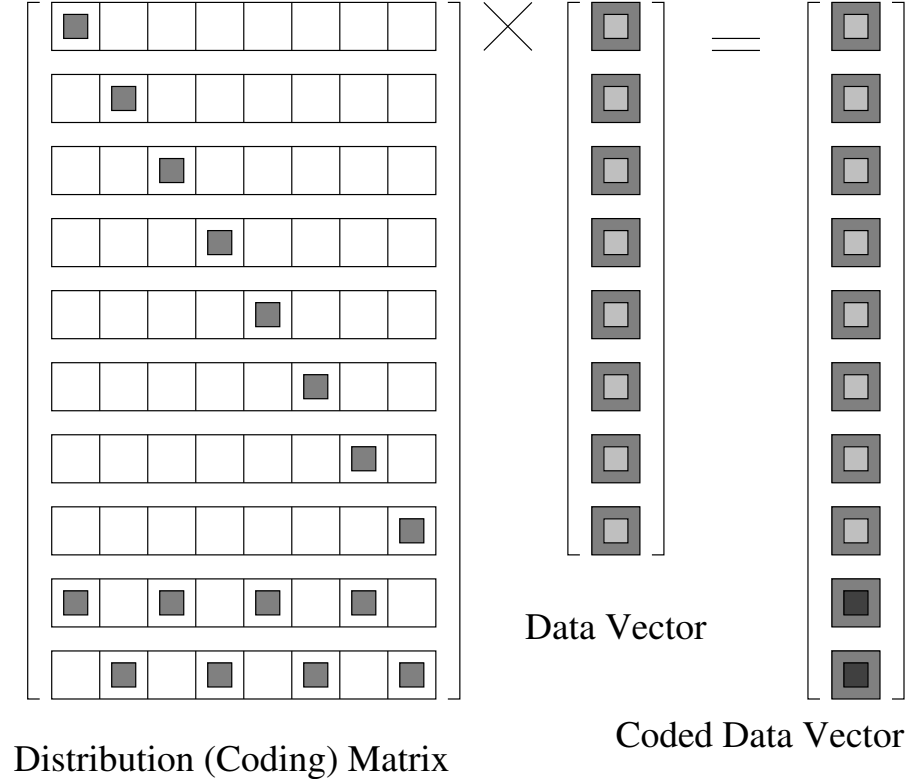 Data Vector
Coded Data Vector
Distribution (Coding) Matrix